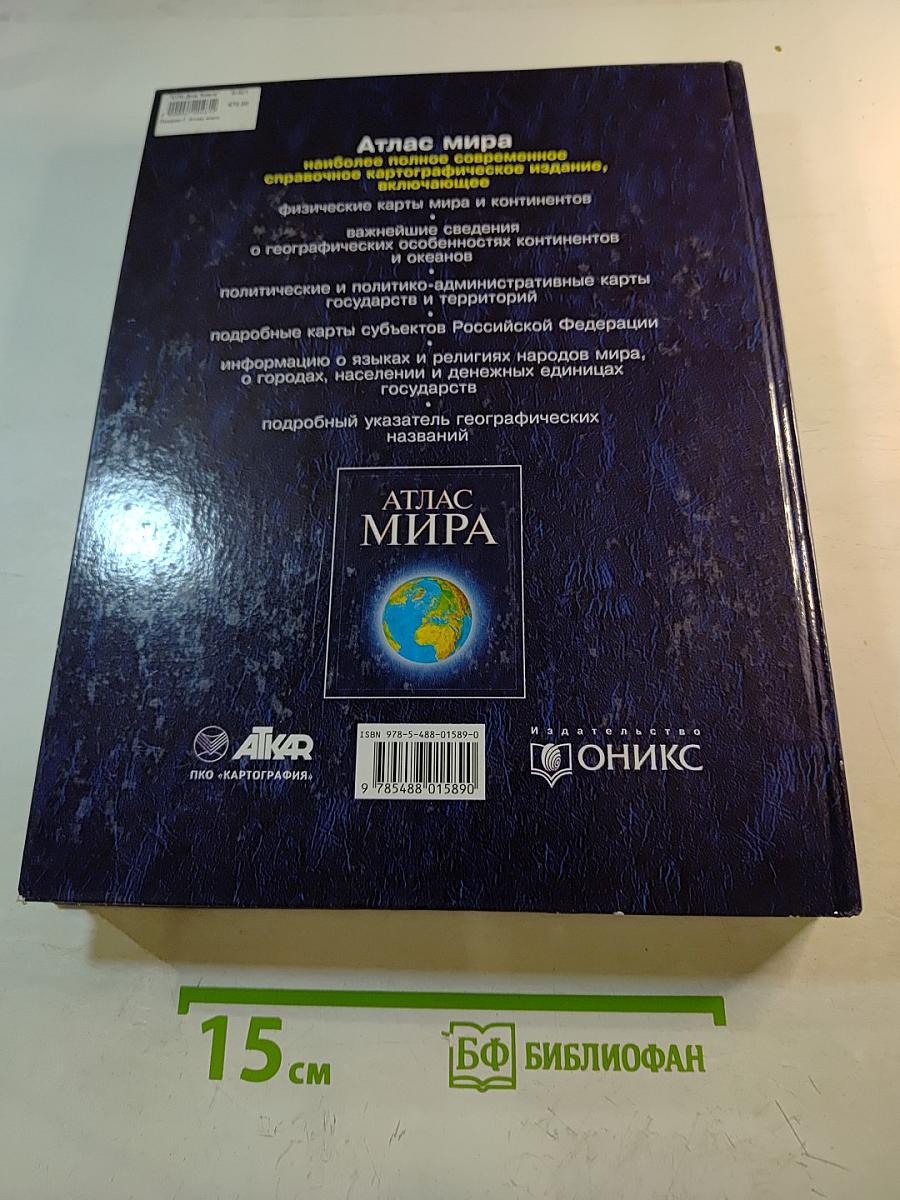 Атлас мира
наиболее полное современное
справочное картографическое издание,
включающее
физические карты мира и континентов
•
важнейшие сведения
о географических особенностях континентов
и океанов
•
политические и политико-административные карты
государств и территорий
•
подробные карты субъектов Российской Федерации
•
информацию о языках и религиях народов мира,
о городах, населении и денежных единицах
государств
•
подробный указатель географических
названий
АТЛАС
МИРА
АТКАR
ПКО «КАРТОГРАФИЯ»
ISBN 978-5-488-01589-0
9 785488 015890
Издательство
ОНИКС
15 см
БФ БИБЛИОФАН